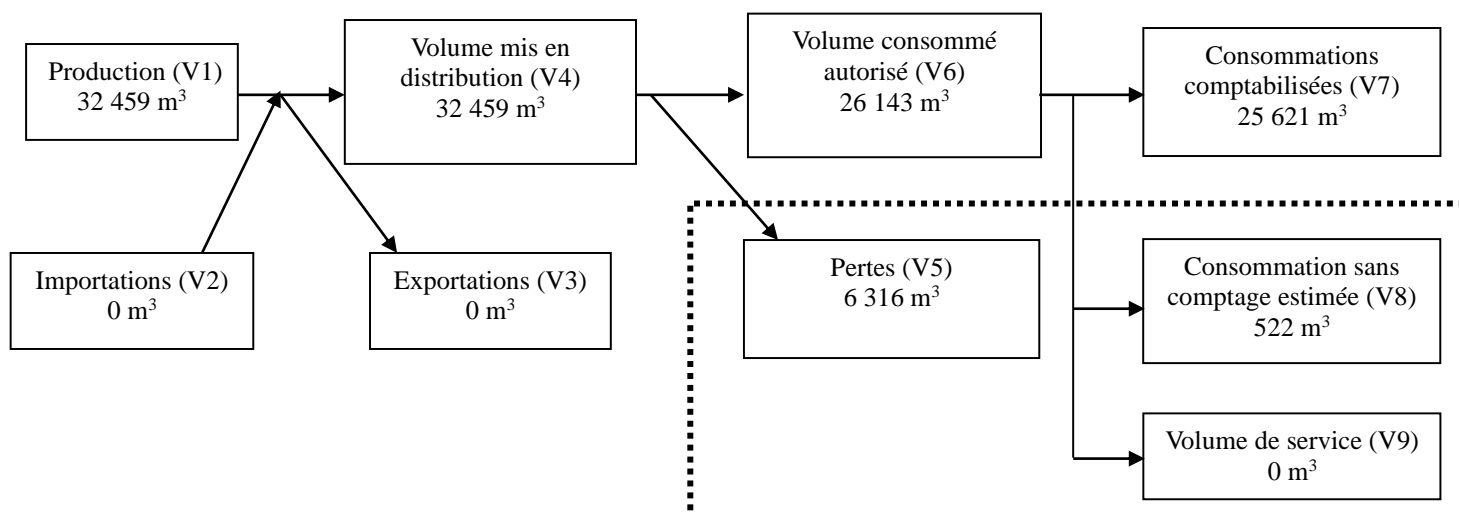 Production (V1)
32 459 m³
Volume mis en
distribution (V4)
32 459 m³
Volume consommé
autorisé (V6)
26 143 m³
Consommations
comptabilisées (V7)
25 621 m³
Importations (V2)
0 m³
Exportations (V3)
0 m³
Pertes (V5)
6 316 m³
Consommation sans
comptage estimée (V8)
522 m³
Volume de service (V9)
0 m³